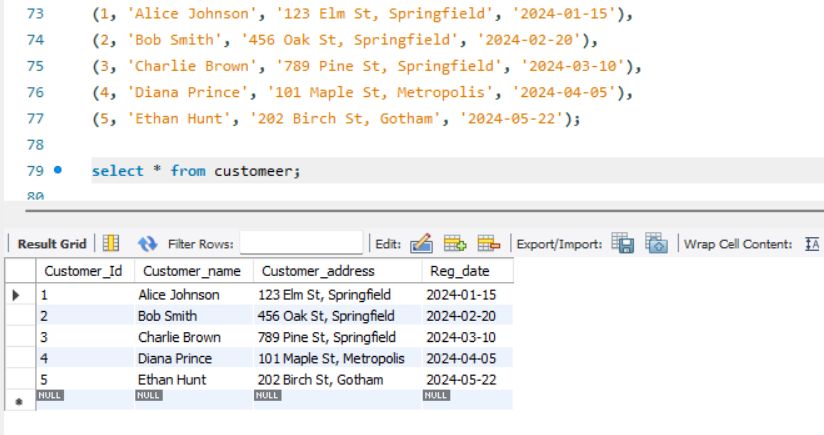 73 (1, 'Alice Johnson', '123 Elm St, Springfield', '2024-01-15'),
74 (2, 'Bob Smith', '456 Oak St, Springfield', '2024-02-20'),
75 (3, 'Charlie Brown', '789 Pine St, Springfield', '2024-03-10'),
76 (4, 'Diana Prince', '101 Maple St, Metropolis', '2024-04-05'),
77 (5, 'Ethan Hunt', '202 Birch St, Gotham', '2024-05-22');
78
79 select * from customeer;
80
Result Grid Filter Rows: Edit: Export/Import: Wrap Cell Content: IA
Customer_Id Customer_name Customer_address Reg_date
1 Alice Johnson 123 Elm St, Springfield 2024-01-15
2 Bob Smith 456 Oak St, Springfield 2024-02-20
3 Charlie Brown 789 Pine St, Springfield 2024-03-10
4 Diana Prince 101 Maple St, Metropolis 2024-04-05
5 Ethan Hunt 202 Birch St, Gotham 2024-05-22
NULL NULL NULL NULL